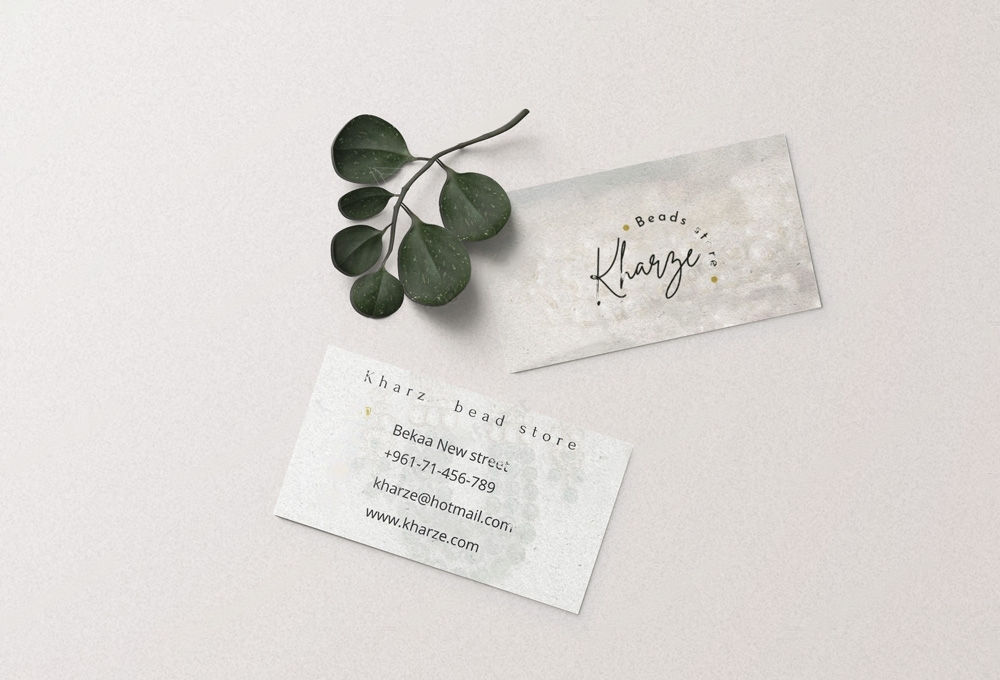 Beads store
Kharze
Kharz bead store
Bekaa New street
+961-71-456-789
kharze@hotmail.com
www.kharze.com